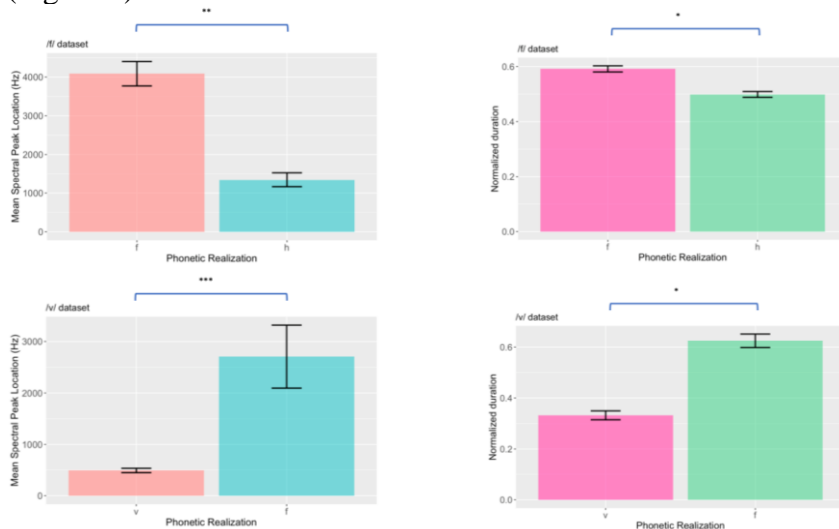 **
/f/ dataset
Mean Spectral Peak Location (Hz)
4000
3000
2000
1000
0
f h
Phonetic Realization
*
/f/ dataset
Normalized duration
0.6
0.4
0.2
0.0
f h
Phonetic Realization
***
/v/ dataset
Mean Spectral Peak Location (Hz)
3000
2000
1000
0
v f
Phonetic Realization
*
/v/ dataset
Normalized duration
0.6
0.4
0.2
0.0
v f
Phonetic Realization